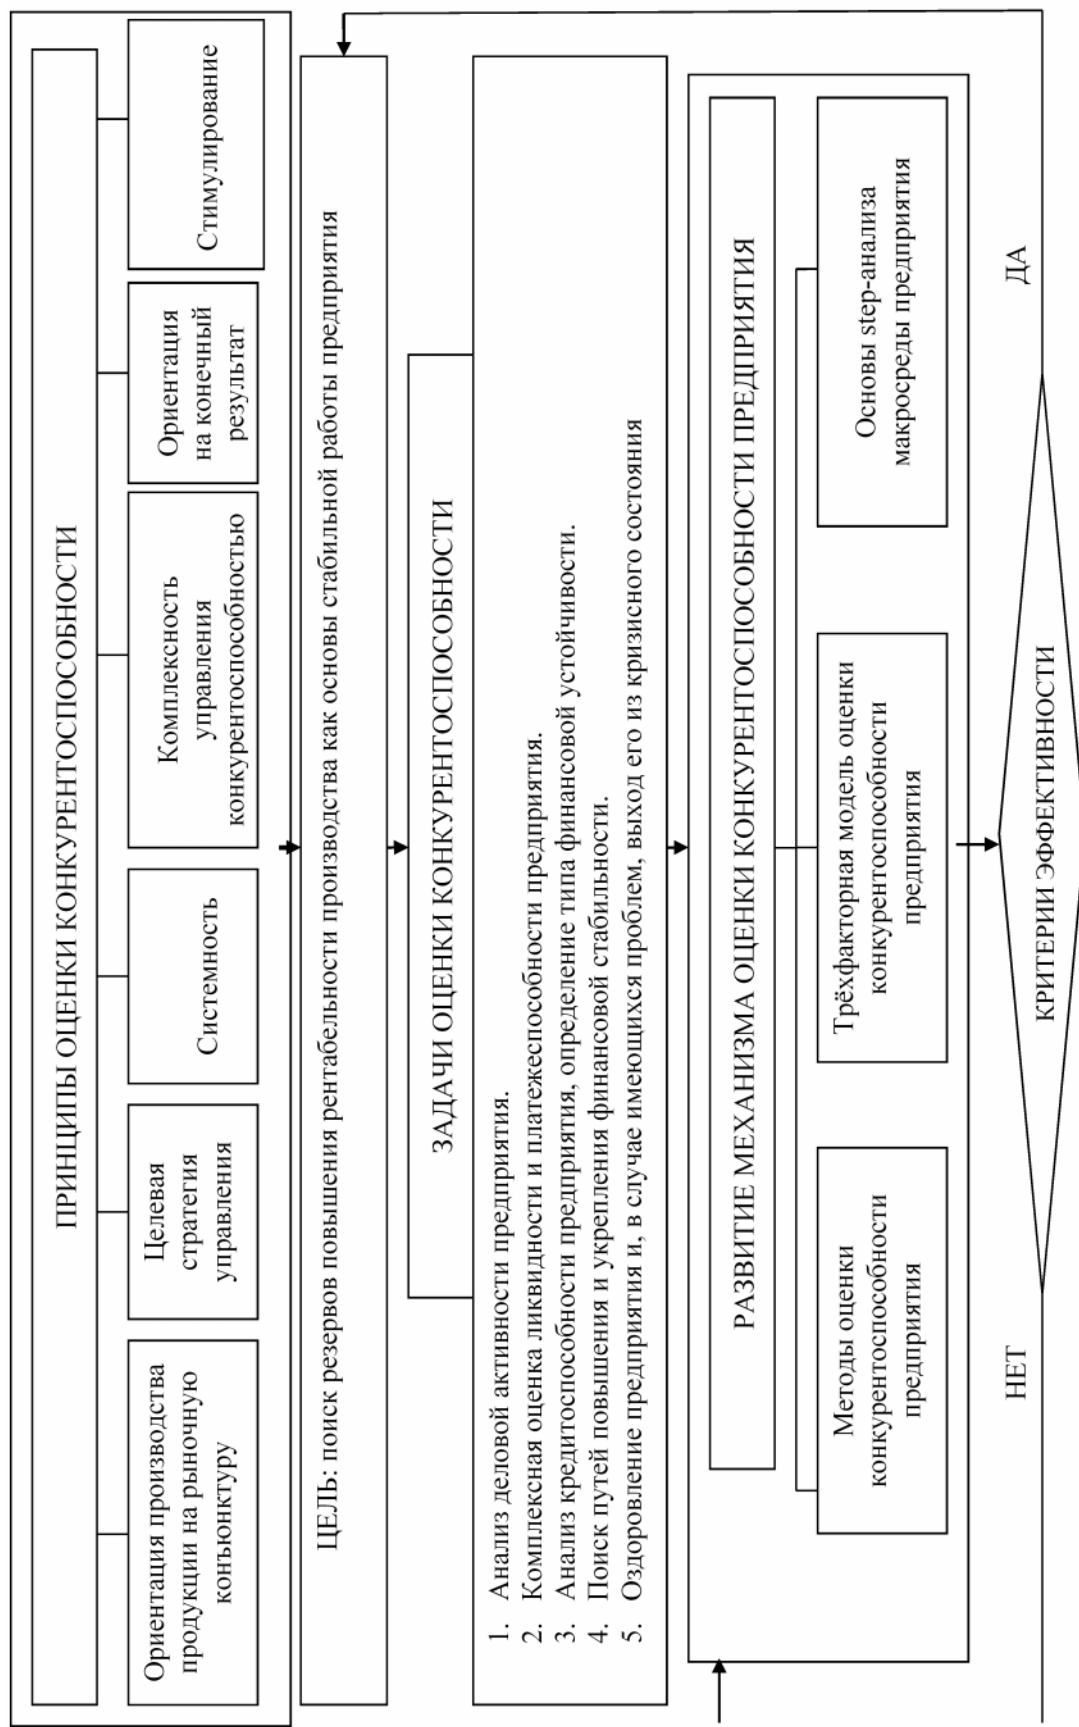 ПРИНЦИПЫ ОЦЕНКИ КОНКУРЕНТОСПОСОБНОСТИ
Ориентация производства
продукции на рыночную
конъюнктуру
Целевая
стратегия
управления
Системность
Комплексность
управления
конкурентоспособностью
Ориентация
на конечный
результат
Стимулирование
ЦЕЛЬ: поиск резервов повышения рентабельности производства как основы стабильной работы предприятия
ЗАДАЧИ ОЦЕНКИ КОНКУРЕНТОСПОСОБНОСТИ
1. Анализ деловой активности предприятия.
2. Комплексная оценка ликвидности и платежеспособности предприятия.
3. Анализ кредитоспособности предприятия, определение типа финансовой устойчивости.
4. Поиск путей повышения и укрепления финансовой стабильности.
5. Оздоровление предприятия и, в случае имеющихся проблем, выход его из кризисного состояния
РАЗВИТИЕ МЕХАНИЗМА ОЦЕНКИ КОНКУРЕНТОСПОСОБНОСТИ ПРЕДПРИЯТИЯ
Методы оценки
конкурентоспособности
предприятия
Трёхфакторная модель оценки
конкурентоспособности
предприятия
Основы step-анализа
макросреды предприятия
НЕТ
ДА
КРИТЕРИИ ЭФФЕКТИВНОСТИ